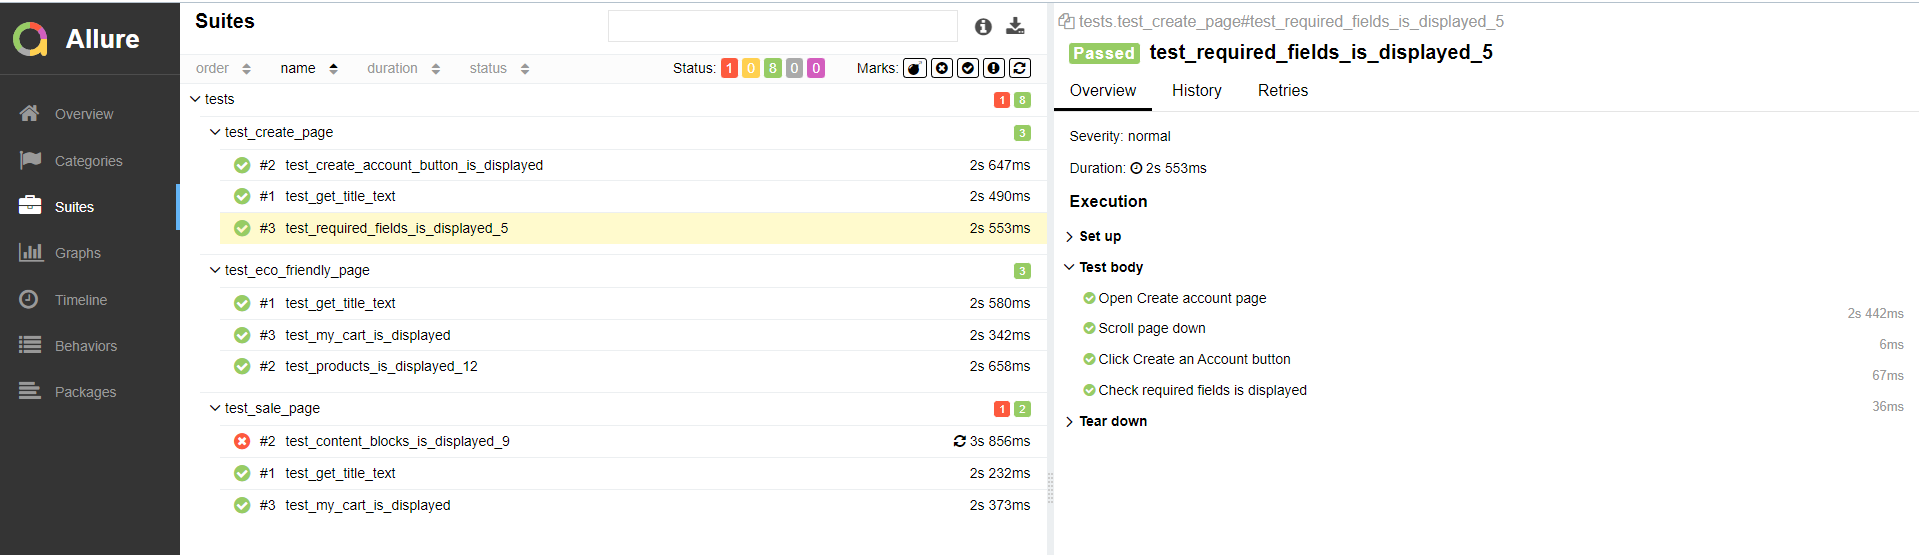 Allure
Overview
Categories
Suites
Graphs
Timeline
Behaviors
Packages
Suites
order name duration status Status: 1 0 8 0 0 Marks:
tests 1 8
test_create_page 3
#2 test_create_account_button_is_displayed 2s 647ms
#1 test_get_title_text 2s 490ms
#3 test_required_fields_is_displayed_5 2s 553ms
test_eco_friendly_page 3
#1 test_get_title_text 2s 580ms
#3 test_my_cart_is_displayed 2s 342ms
#2 test_products_is_displayed_12 2s 658ms
test_sale_page 1 2
#2 test_content_blocks_is_displayed_9 3s 856ms
#1 test_get_title_text 2s 232ms
#3 test_my_cart_is_displayed 2s 373ms
tests.test_create_page#test_required_fields_is_displayed_5
Passed test_required_fields_is_displayed_5
Overview History Retries
Severity: normal
Duration: 2s 553ms
Execution
Set up
Test body
Open Create account page
2s 442ms
Scroll page down
6ms
Click Create an Account button
67ms
Check required fields is displayed
36ms
Tear down